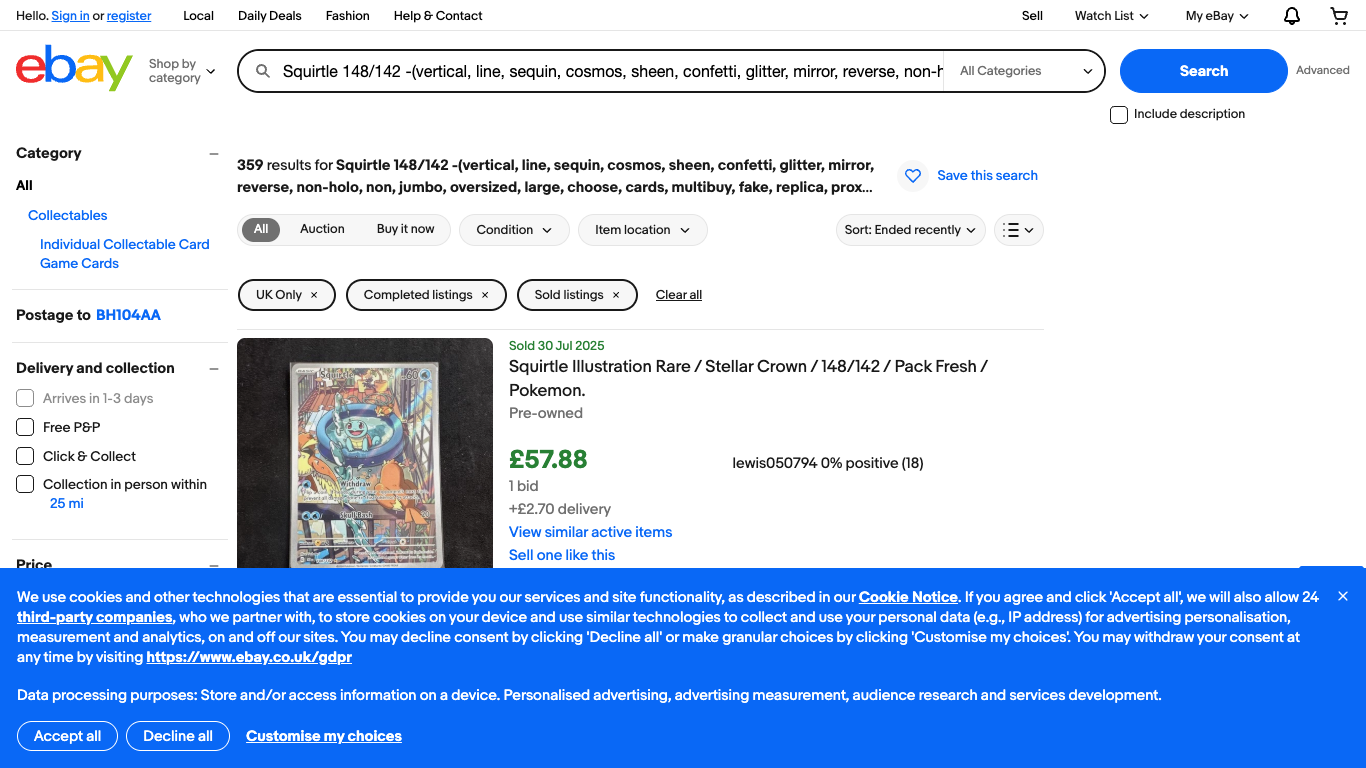 Hello. Sign in or register
Local
Daily Deals
Fashion
Help & Contact
Sell
Watch List
My eBay
ebay
Shop by
category
Squirtle 148/142 -(vertical, line, sequin, cosmos, sheen, confetti, glitter, mirror, reverse, non-h
All Categories
Search
Advanced
Include description
Category
All
Collectables
Individual Collectable Card
Game Cards
Postage to BH104AA
Delivery and collection
Arrives in 1-3 days
Free P&P
Click & Collect
Collection in person within
25 mi
Price
359 results for Squirtle 148/142 -(vertical, line, sequin, cosmos, sheen, confetti, glitter, mirror,
reverse, non-holo, non, jumbo, oversized, large, choose, cards, multibuy, fake, replica, prox...
Save this search
All
Auction
Buy it now
Condition
Item location
Sort: Ended recently
UK Only
Completed listings
Sold listings
Clear all
Squirtle
60
Withdraw
Skull Bash
20
Sold 30 Jul 2025
Squirtle Illustration Rare / Stellar Crown / 148/142 / Pack Fresh /
Pokemon.
Pre-owned
£57.88
lewis050794 0% positive (18)
1 bid
+£2.70 delivery
View similar active items
Sell one like this
We use cookies and other technologies that are essential to provide you our services and site functionality, as described in our Cookie Notice. If you agree and click 'Accept all', we will also allow 24
third-party companies, who we partner with, to store cookies on your device and use similar technologies to collect and use your personal data (e.g., IP address) for advertising personalisation,
measurement and analytics, on and off our sites. You may decline consent by clicking 'Decline all' or make granular choices by clicking 'Customise my choices'. You may withdraw your consent at
any time by visiting https://www.ebay.co.uk/gdpr
Data processing purposes: Store and/or access information on a device. Personalised advertising, advertising measurement, audience research and services development.
Accept all
Decline all
Customise my choices